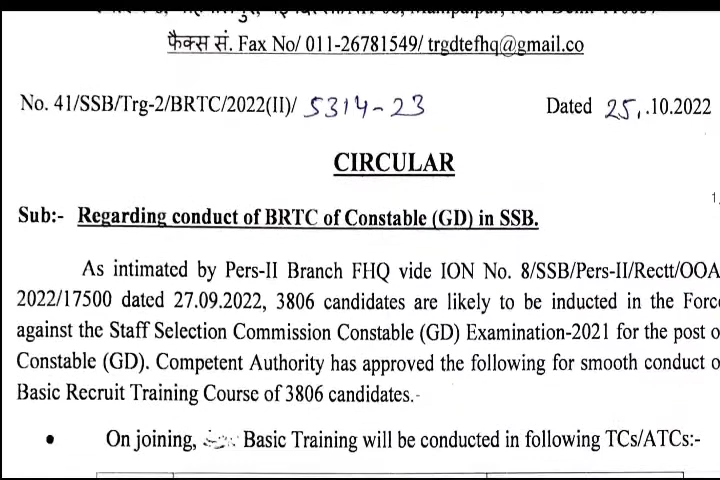 फैक्स सं. Fax No/ 011-26781549/ trgdtefhq@gmail.co
No. 41/SSB/Trg-2/BRTC/2022(II)/ 5314-23 Dated 25..10.2022
CIRCULAR
1.
Sub:- Regarding conduct of BRTC of Constable (GD) in SSB.
As intimated by Pers-II Branch FHQ vide ION No. 8/SSB/Pers-II/Rectt/OOA
2022/17500 dated 27.09.2022, 3806 candidates are likely to be inducted in the Force
against the Staff Selection Commission Constable (GD) Examination-2021 for the post o
Constable (GD). Competent Authority has approved the following for smooth conduct o
Basic Recruit Training Course of 3806 candidates.-
• On joining, Basic Training will be conducted in following TCs/ATCs:-